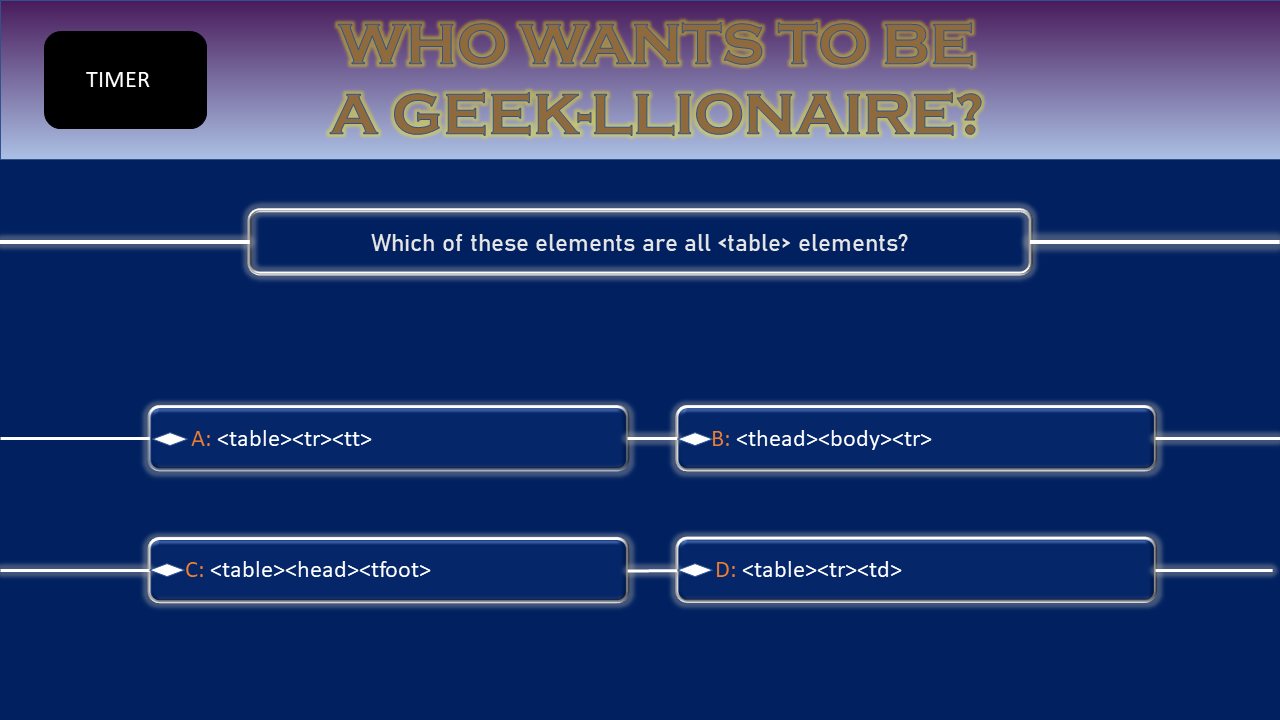 TIMER
WHO WANTS TO BE
A GEEK-LLIONAIRE?
Which of these elements are all <table> elements?
A: <table><tr><tt>
B: <thead><body><tr>
C: <table><head><tfoot>
D: <table><tr><td>